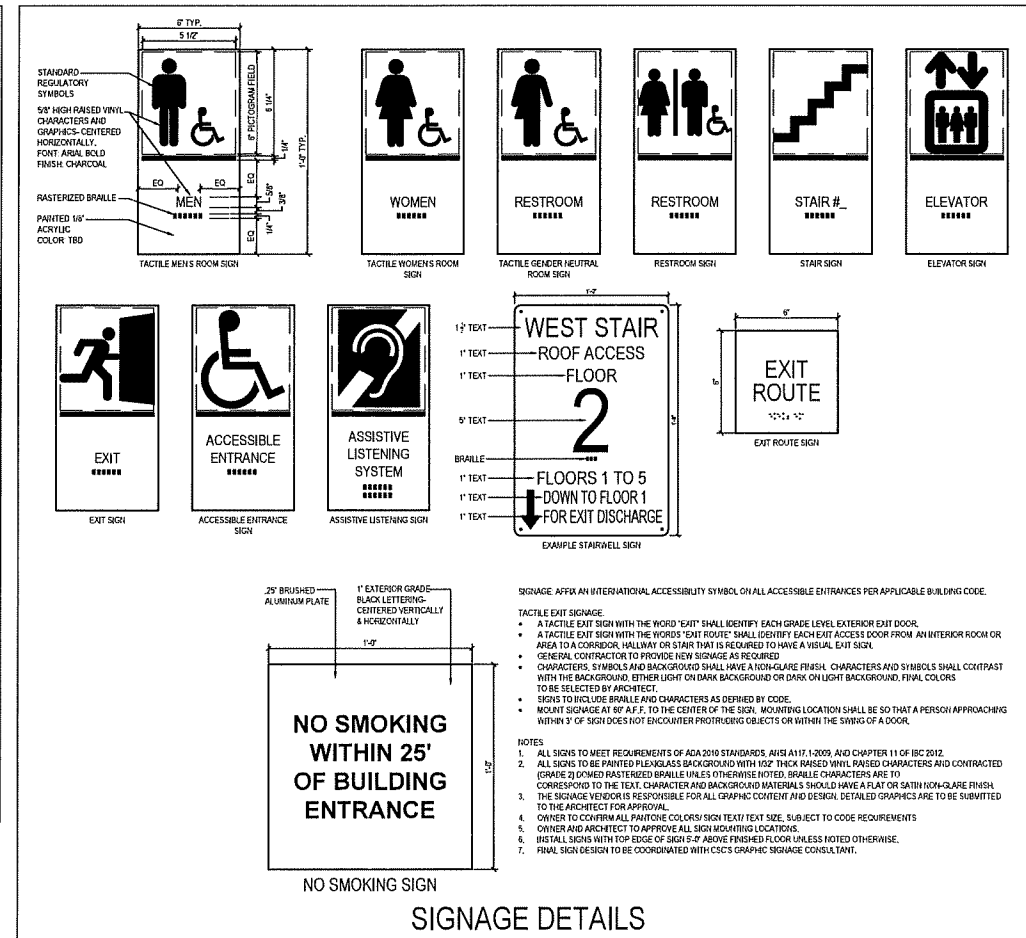 6" TYP.
5 1/2"
STANDARD
REGULATORY
SYMBOLS
5/8" HIGH RAISED VINYL
CHARACTERS AND
GRAPHICS- CENTERED
HORIZONTALLY.
FONT: ARIAL BOLD
FINISH: CHARCOAL
RASTERIZED BRAILLE
PAINTED 1/8"
ACRYLIC
COLOR TBD
6" PICTOGRAM FIELD
6 1/4"
1'-0" TYP.
1/4"
EQ
EQ
EQ
MEN
5/8"
3/8"
1/4"
EQ
TACTILE MEN'S ROOM SIGN
WOMEN
TACTILE WOMEN'S ROOM
SIGN
RESTROOM
TACTILE GENDER NEUTRAL
ROOM SIGN
RESTROOM
RESTROOM SIGN
STAIR #_
STAIR SIGN
ELEVATOR
ELEVATOR SIGN
EXIT
EXIT SIGN
ACCESSIBLE
ENTRANCE
ACCESSIBLE ENTRANCE
SIGN
ASSISTIVE
LISTENING
SYSTEM
ASSISTIVE LISTENING SIGN
1 1/2" TEXT
WEST STAIR
1" TEXT
ROOF ACCESS
1" TEXT
FLOOR
5" TEXT
2
BRAILLE
1" TEXT
FLOORS 1 TO 5
1" TEXT
DOWN TO FLOOR 1
1" TEXT
FOR EXIT DISCHARGE
EXAMPLE STAIRWELL SIGN
6"
EXIT
ROUTE
EXIT ROUTE SIGN
.25" BRUSHED
ALUMINUM PLATE
1" EXTERIOR GRADE
BLACK LETTERING-
CENTERED VERTICALLY
& HORIZONTALLY
1'-0"
1'-0"
NO SMOKING
WITHIN 25'
OF BUILDING
ENTRANCE
NO SMOKING SIGN
SIGNAGE: AFFIX AN INTERNATIONAL ACCESSIBILITY SYMBOL ON ALL ACCESSIBLE ENTRANCES PER APPLICABLE BUILDING CODE.
TACTILE EXIT SIGNAGE:
• A TACTILE EXIT SIGN WITH THE WORD "EXIT" SHALL IDENTIFY EACH GRADE LEVEL EXTERIOR EXIT DOOR.
• A TACTILE EXIT SIGN WITH THE WORDS "EXIT ROUTE" SHALL IDENTIFY EACH EXIT ACCESS DOOR FROM AN INTERIOR ROOM OR
AREA TO A CORRIDOR, HALLWAY OR STAIR THAT IS REQUIRED TO HAVE A VISUAL EXIT SIGN.
• GENERAL CONTRACTOR TO PROVIDE NEW SIGNAGE AS REQUIRED
• CHARACTERS, SYMBOLS AND BACKGROUND SHALL HAVE A NON-GLARE FINISH. CHARACTERS AND SYMBOLS SHALL CONTRAST
WITH THE BACKGROUND, EITHER LIGHT ON DARK BACKGROUND OR DARK ON LIGHT BACKGROUND. FINAL COLORS
TO BE SELECTED BY ARCHITECT.
• SIGNS TO INCLUDE BRAILLE AND CHARACTERS AS DEFINED BY CODE.
• MOUNT SIGNAGE AT 60" A.F.F. TO THE CENTER OF THE SIGN. MOUNTING LOCATION SHALL BE SO THAT A PERSON APPROACHING
WITHIN 3" OF SIGN DOES NOT ENCOUNTER PROTRUDING OBJECTS OR WITHIN THE SWING OF A DOOR.
NOTES
1. ALL SIGNS TO MEET REQUIREMENTS OF ADA 2010 STANDARDS, ANSI A117.1-2009, AND CHAPTER 11 OF IBC 2012.
2. ALL SIGNS TO BE PAINTED PLEXIGLASS BACKGROUND WITH 1/32" THICK RAISED VINYL RAISED CHARACTERS AND CONTRACTED
(GRADE 2) DOMED RASTERIZED BRAILLE UNLES OTHERWISE NOTED, BRAILLE CHARACTERS ARE TO
CORRESPOND TO THE TEXT. CHARACTER AND BACKGROUND MATERIALS SHOULD HAVE A FLAT OR SATIN NON-GLARE FINISH.
3. THE SIGNAGE VENDOR IS RESPONSIBLE FOR ALL GRAPHIC CONTENT AND DESIGN. DETAILED GRAPHICS ARE TO BE SUBMITTED
TO THE ARCHITECT FOR APPROVAL.
4. OWNER TO CONFIRM ALL PANTONE COLORS/ SIGN TEXT/ TEXT SIZE, SUBJECT TO CODE REQUIREMENTS
5. OWNER AND ARCHITECT TO APPROVE ALL SIGN MOUNTING LOCATIONS.
6. INSTALL SIGNS WITH TOP EDGE OF SIGN 5'-0" ABOVE FINISHED FLOOR UNLESS NOTED OTHERWISE.
7. FINAL SIGN DESIGN TO BE COORDINATED WITH CSC'S GRAPHIC SIGNAGE CONSULTANT.
SIGNAGE DETAILS